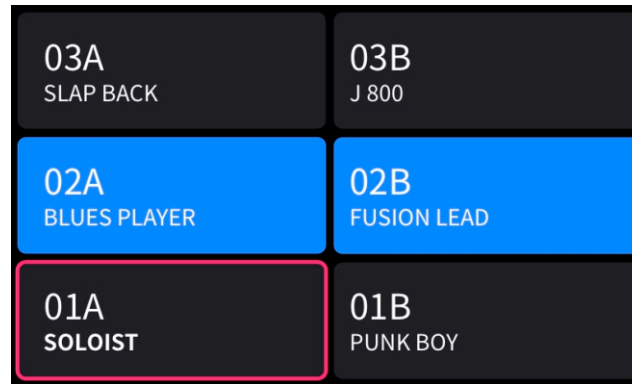 03A
SLAP BACK
03B
J 800
02A
BLUES PLAYER
02B
FUSION LEAD
01A
SOLOIST
01B
PUNK BOY